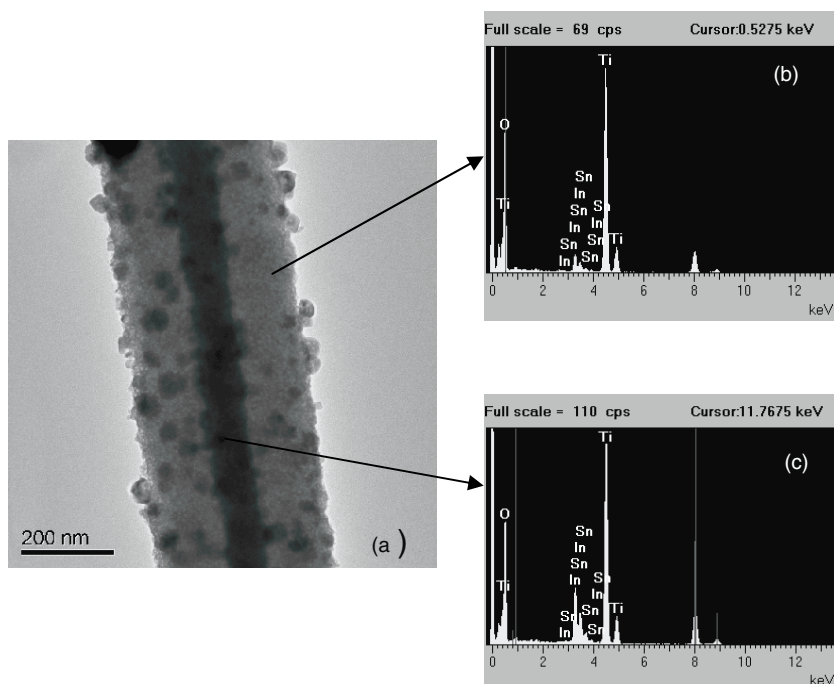 200 nm
(a )
Full scale = 69 cps Cursor:0.5275 keV
(b)
Ti
O
Ti
Sn
In
Sn
In
Sn
In
Sn
In
Sn
Ti
0 2 4 6 8 10 12
keV
Full scale = 110 cps Cursor:11.7675 keV
(c)
Ti
O
Ti
Sn
In
Sn
In
Sn
In
Sn
Sn
In
Sn
Ti
0 2 4 6 8 10 12
keV